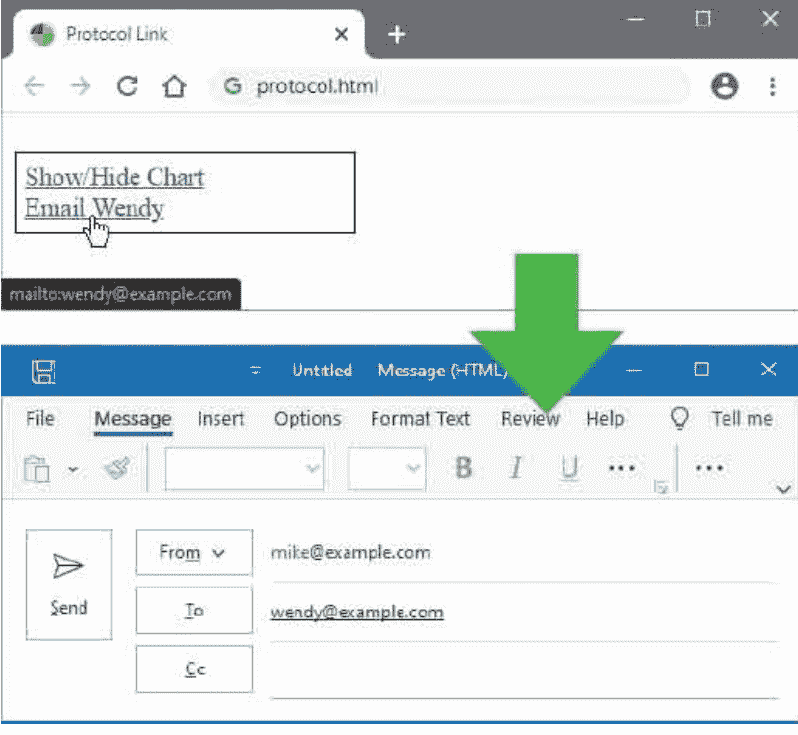 Protocol Link
protocol.html
Show/Hide Chart
Email Wendy
mailto:wendy@example.com
Untitled Message (HTML)
File Message Insert Options Format Text Review Help Tell me
B I U
Send
From mike@example.com
To wendy@example.com
Cc